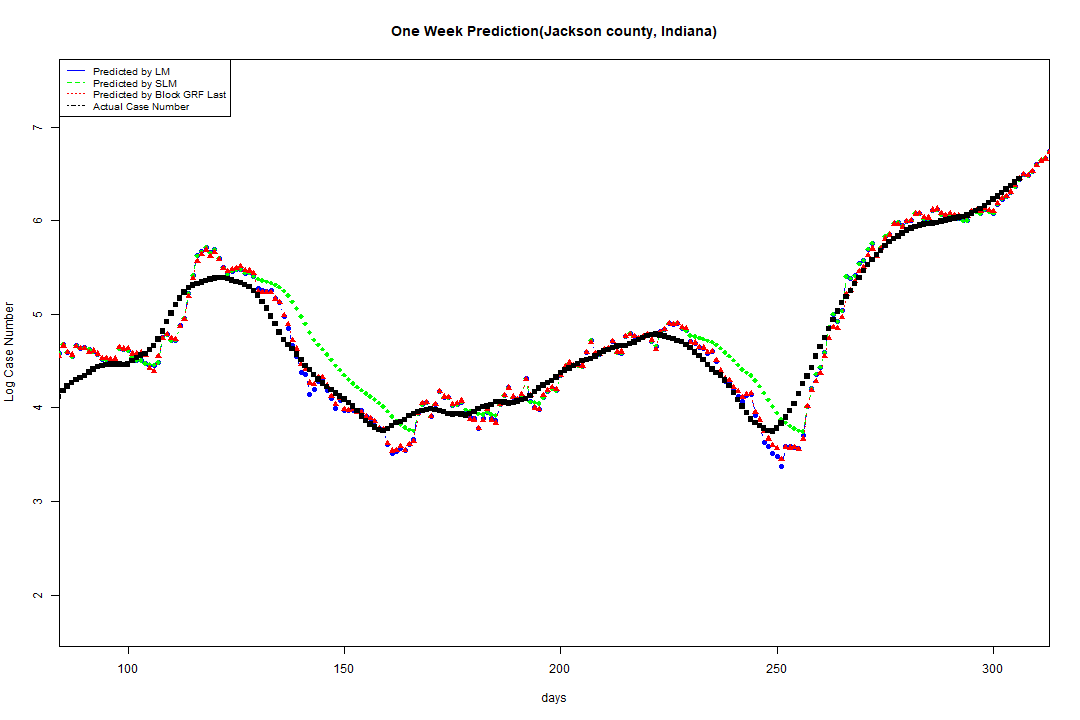 One Week Prediction(Jackson county, Indiana)
Predicted by LM
Predicted by SLM
Predicted by Block GRF Last
Actual Case Number
Log Case Number
7
6
5
4
3
2
100 150 200 250 300
days